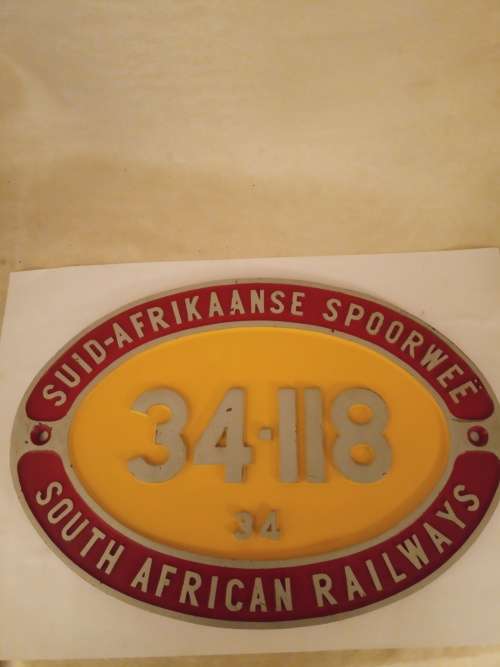 SUID-AFRIKAANSE SPOORWEË
34-118
34
SOUTH AFRICAN RAILWAYS